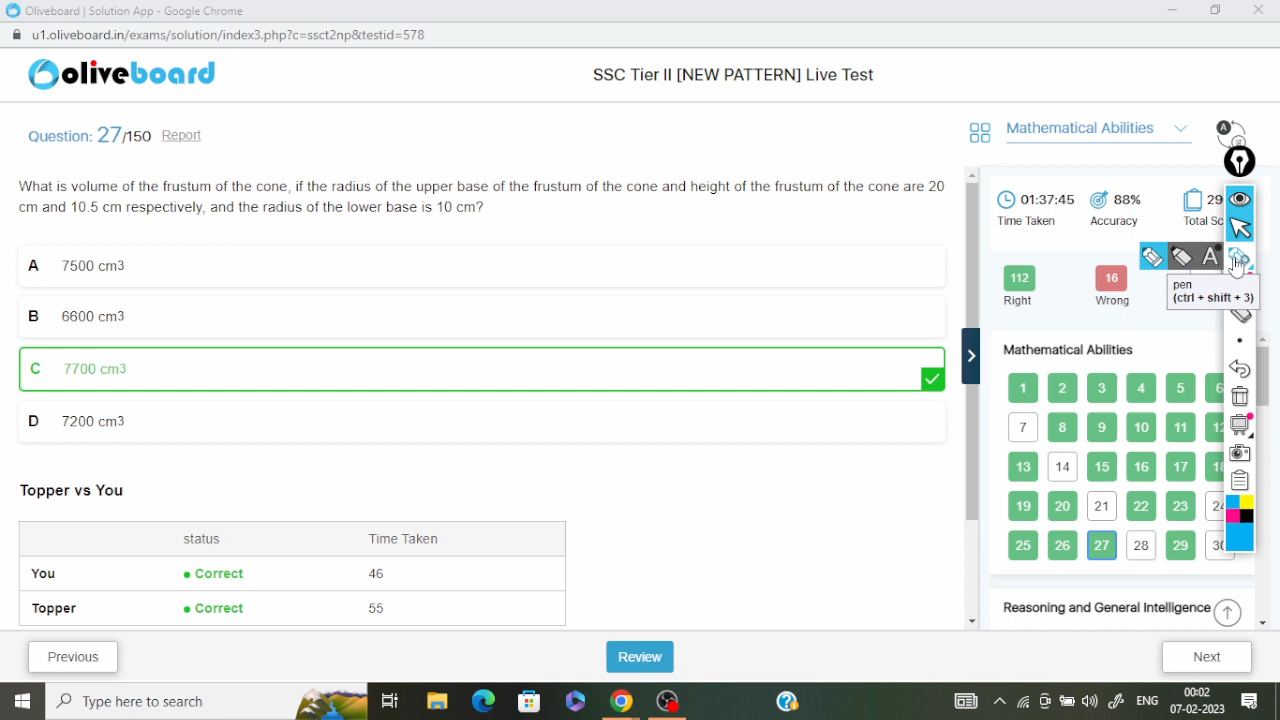 Oliveboard | Solution App - Google Chrome
u1.oliveboard.in/exams/solution/index3.php?c=ssct2np&testid=578
oliveboard
SSC Tier II [NEW PATTERN] Live Test
Question: 27/150 Report
Mathematical Abilities
A
What is volume of the frustum of the cone, if the radius of the upper base of the frustum of the cone and height of the frustum of the cone are 20
cm and 10.5 cm respectively, and the radius of the lower base is 10 cm?
A 7500 cm3
B 6600 cm3
C 7700 cm3
D 7200 cm3
Topper vs You
status Time Taken
You Correct 46
Topper Correct 55
01:37:45 88% 29
Time Taken Accuracy Total Sc
A
pen
(ctrl + shift + 3)
112 16
Right Wrong
Mathematical Abilities
1 2 3 4 5 6
7 8 9 10 11 12
13 14 15 16 17 18
19 20 21 22 23 24
25 26 27 28 29 30
Reasoning and General Intelligence
Previous Review Next
Type here to search
ENG
00:02
07-02-2023